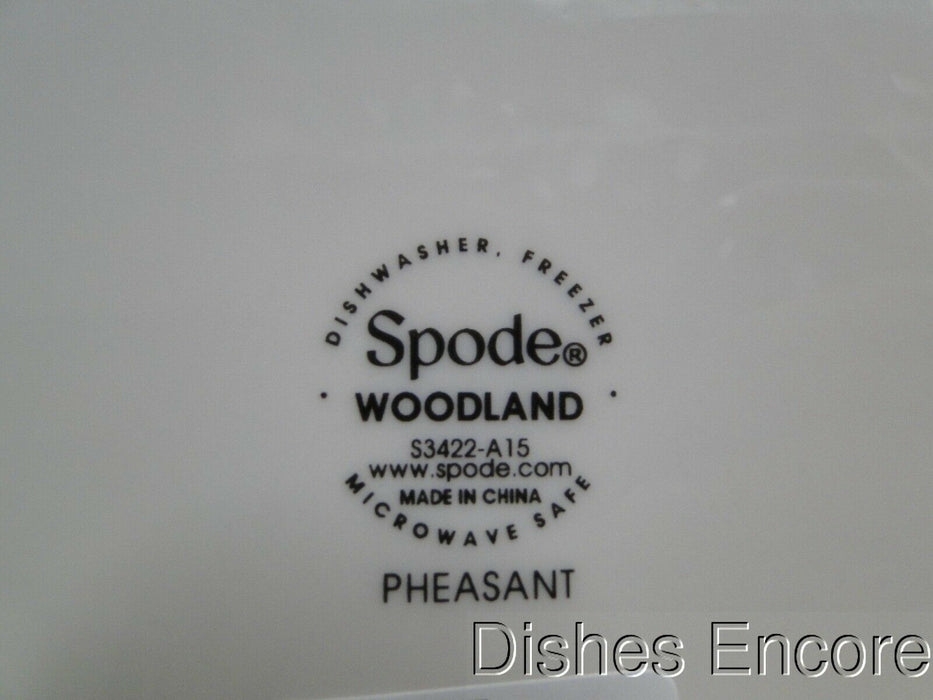 DISHWASHER, FREEZER
Spode®
· WOODLAND ·
S3422-A15
www.spode.com
MADE IN CHINA
MICROWAVE SAFE
PHEASANT
Dishes Encore